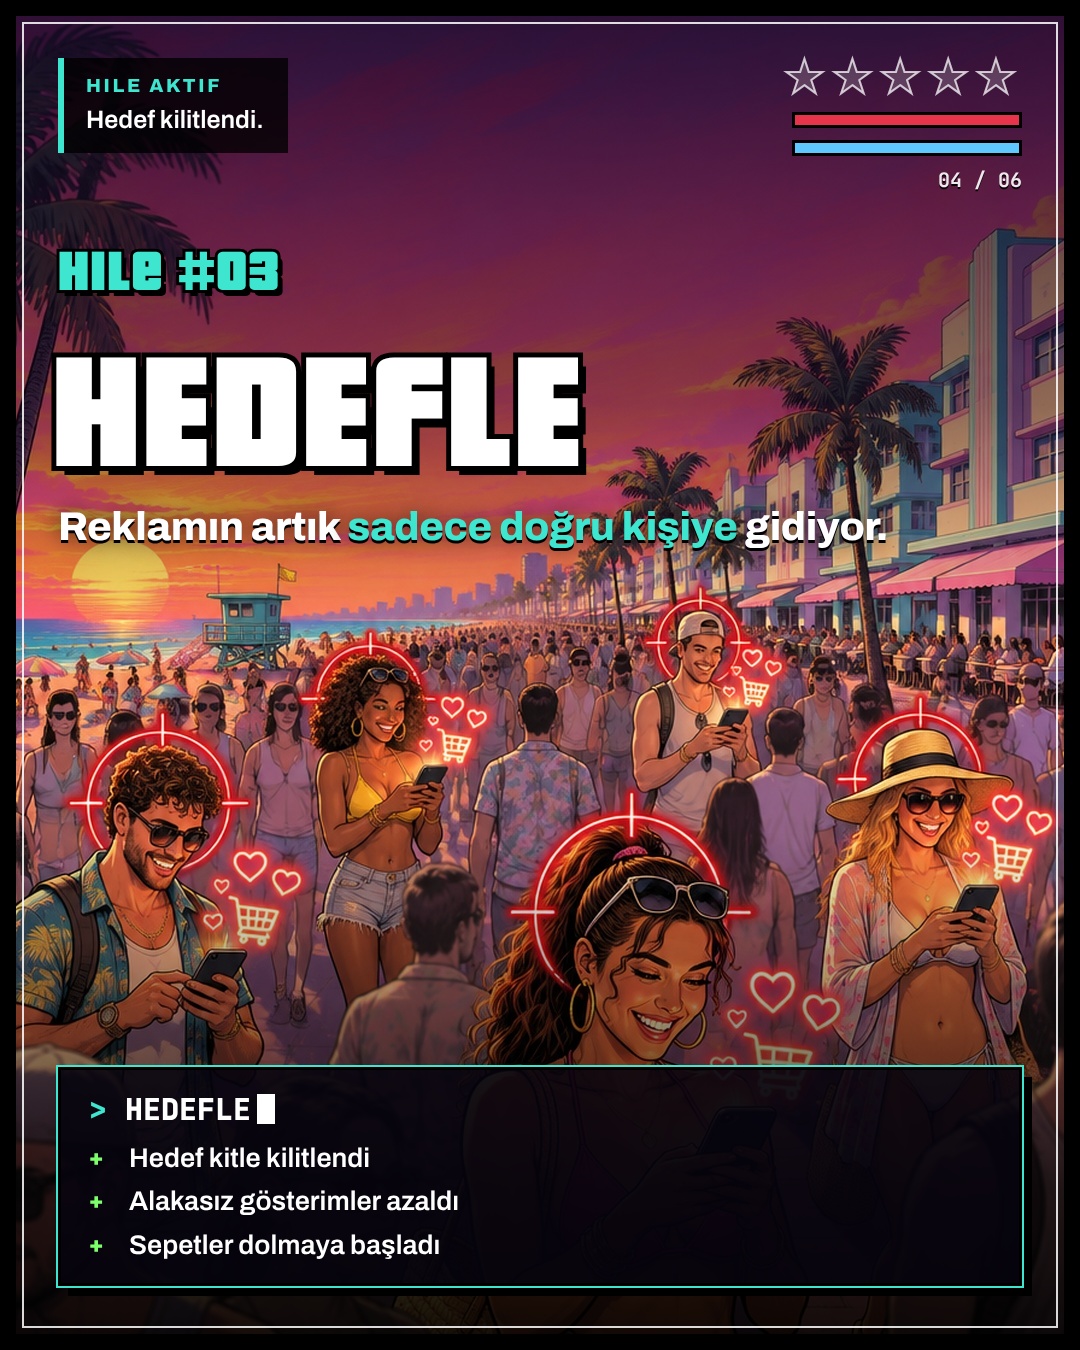 HILE AKTIF
Hedef kilitlendi.
04 / 06
HILe #03
HEDEFLE
Reklamın artık sadece doğru kişiye gidiyor.
> HEDEFLE
+ Hedef kitle kilitlendi
+ Alakasız gösterimler azaldı
+ Sepetler dolmaya başladı